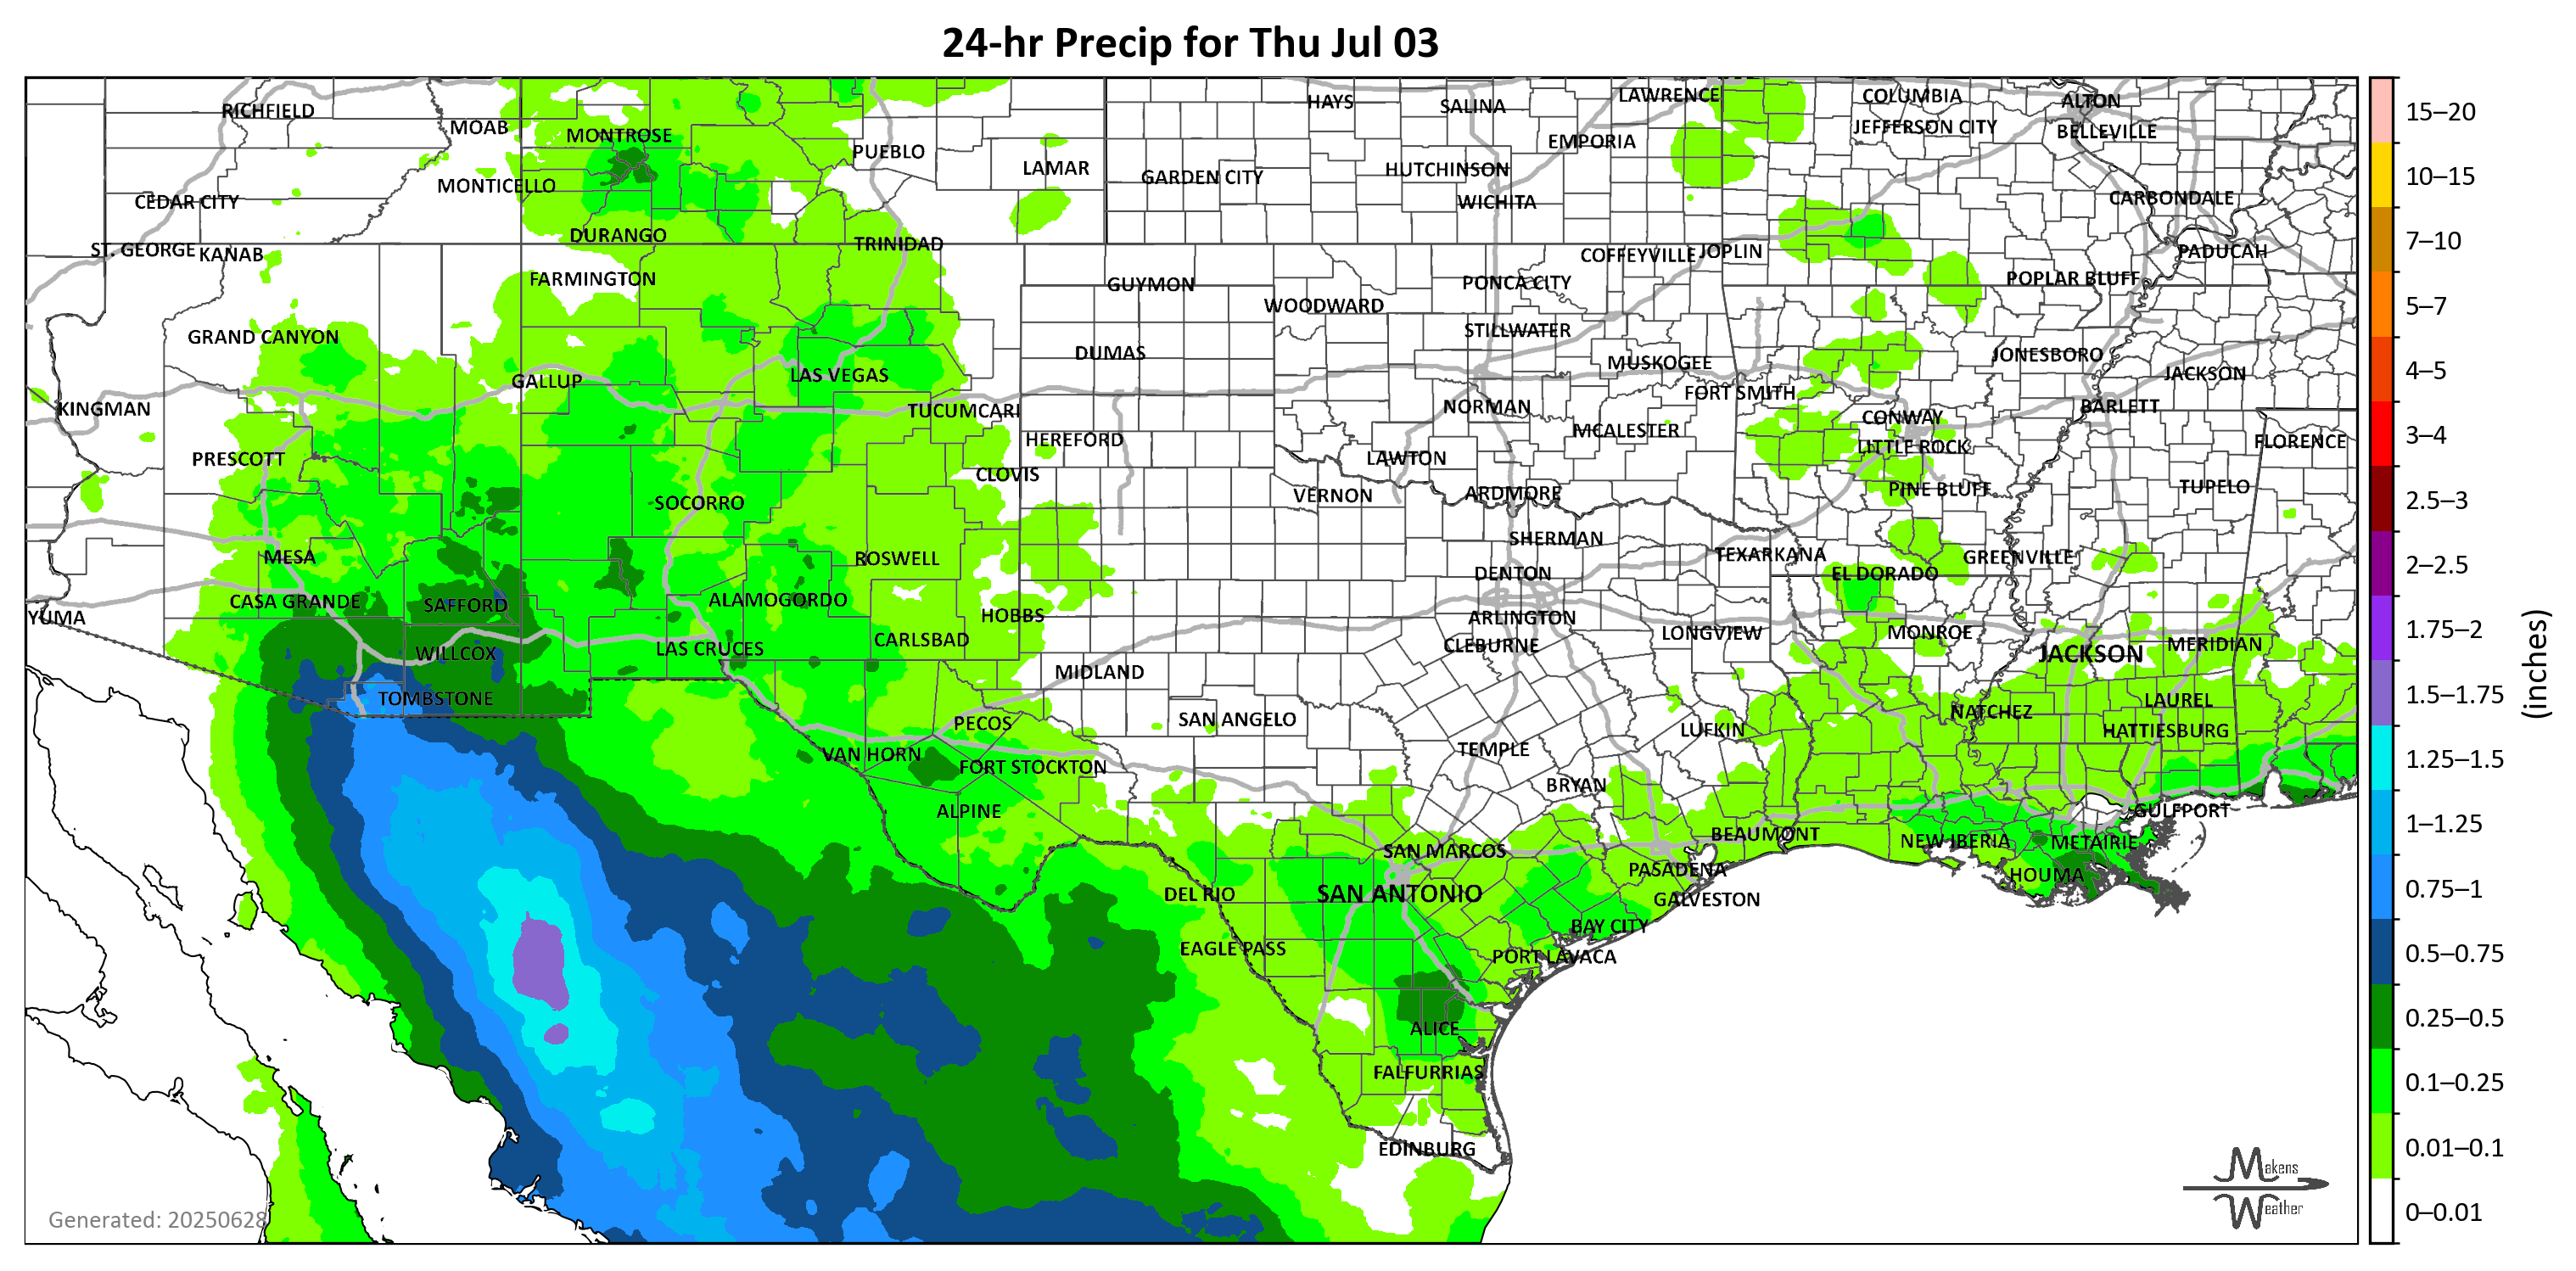 24-hr Precip for Thu Jul 03
RICHFIELD
MOAB
MONTROSE
PUEBLO
LAMAR
HAYS
SALINA
LAWRENCE
COLUMBIA
ALTON
JEFFERSON CITY
BELLEVILLE
EMPORIA
GARDEN CITY
HUTCHINSON
WICHITA
MONTICELLO
CEDAR CITY
CARBONDALE
DURANGO
TRINIDAD
ST. GEORGE
KANAB
FARMINGTON
GUYMON
COFFEYVILLE
JOPLIN
PADUCAH
PONCA CITY
POPLAR BLUFF
WOODWARD
GRAND CANYON
STILLWATER
DUMAS
MUSKOGEE
JONESBORO
GALLUP
LAS VEGAS
JACKSON
FORT SMITH
KINGMAN
TUCUMCARI
NORMAN
CONWAY
BARLETT
HEREFORD
MCALESTER
LITTLE ROCK
FLORENCE
PRESCOTT
CLOVIS
LAWTON
SOCORRO
VERNON
ARDMORE
PINE BLUFF
TUPELO
MESA
ROSWELL
SHERMAN
TEXARKANA
GREENVILLE
DENTON
EL DORADO
CASA GRANDE
SAFFORD
ALAMOGORDO
HOBBS
YUMA
ARLINGTON
CLEBURNE
LONGVIEW
MONROE
WILLCOX
LAS CRUCES
CARLSBAD
JACKSON
MERIDIAN
MIDLAND
TOMBSTONE
PECOS
SAN ANGELO
LUFKIN
NATCHEZ
LAUREL
HATTIESBURG
VAN HORN
FORT STOCKTON
TEMPLE
BRYAN
ALPINE
GULFPORT
SAN MARCOS
BEAUMONT
NEW IBERIA
METAIRIE
DEL RIO
SAN ANTONIO
PASADENA
HOUMA
GALVESTON
BAY CITY
EAGLE PASS
PORT LAVACA
ALICE
FALFURRIAS
EDINBURG
Generated: 20250628
Makens
Weather
15–20
10–15
7–10
5–7
4–5
3–4
2.5–3
2–2.5
1.75–2
1.5–1.75
1.25–1.5
1–1.25
0.75–1
0.5–0.75
0.25–0.5
0.1–0.25
0.01–0.1
0–0.01
(inches)